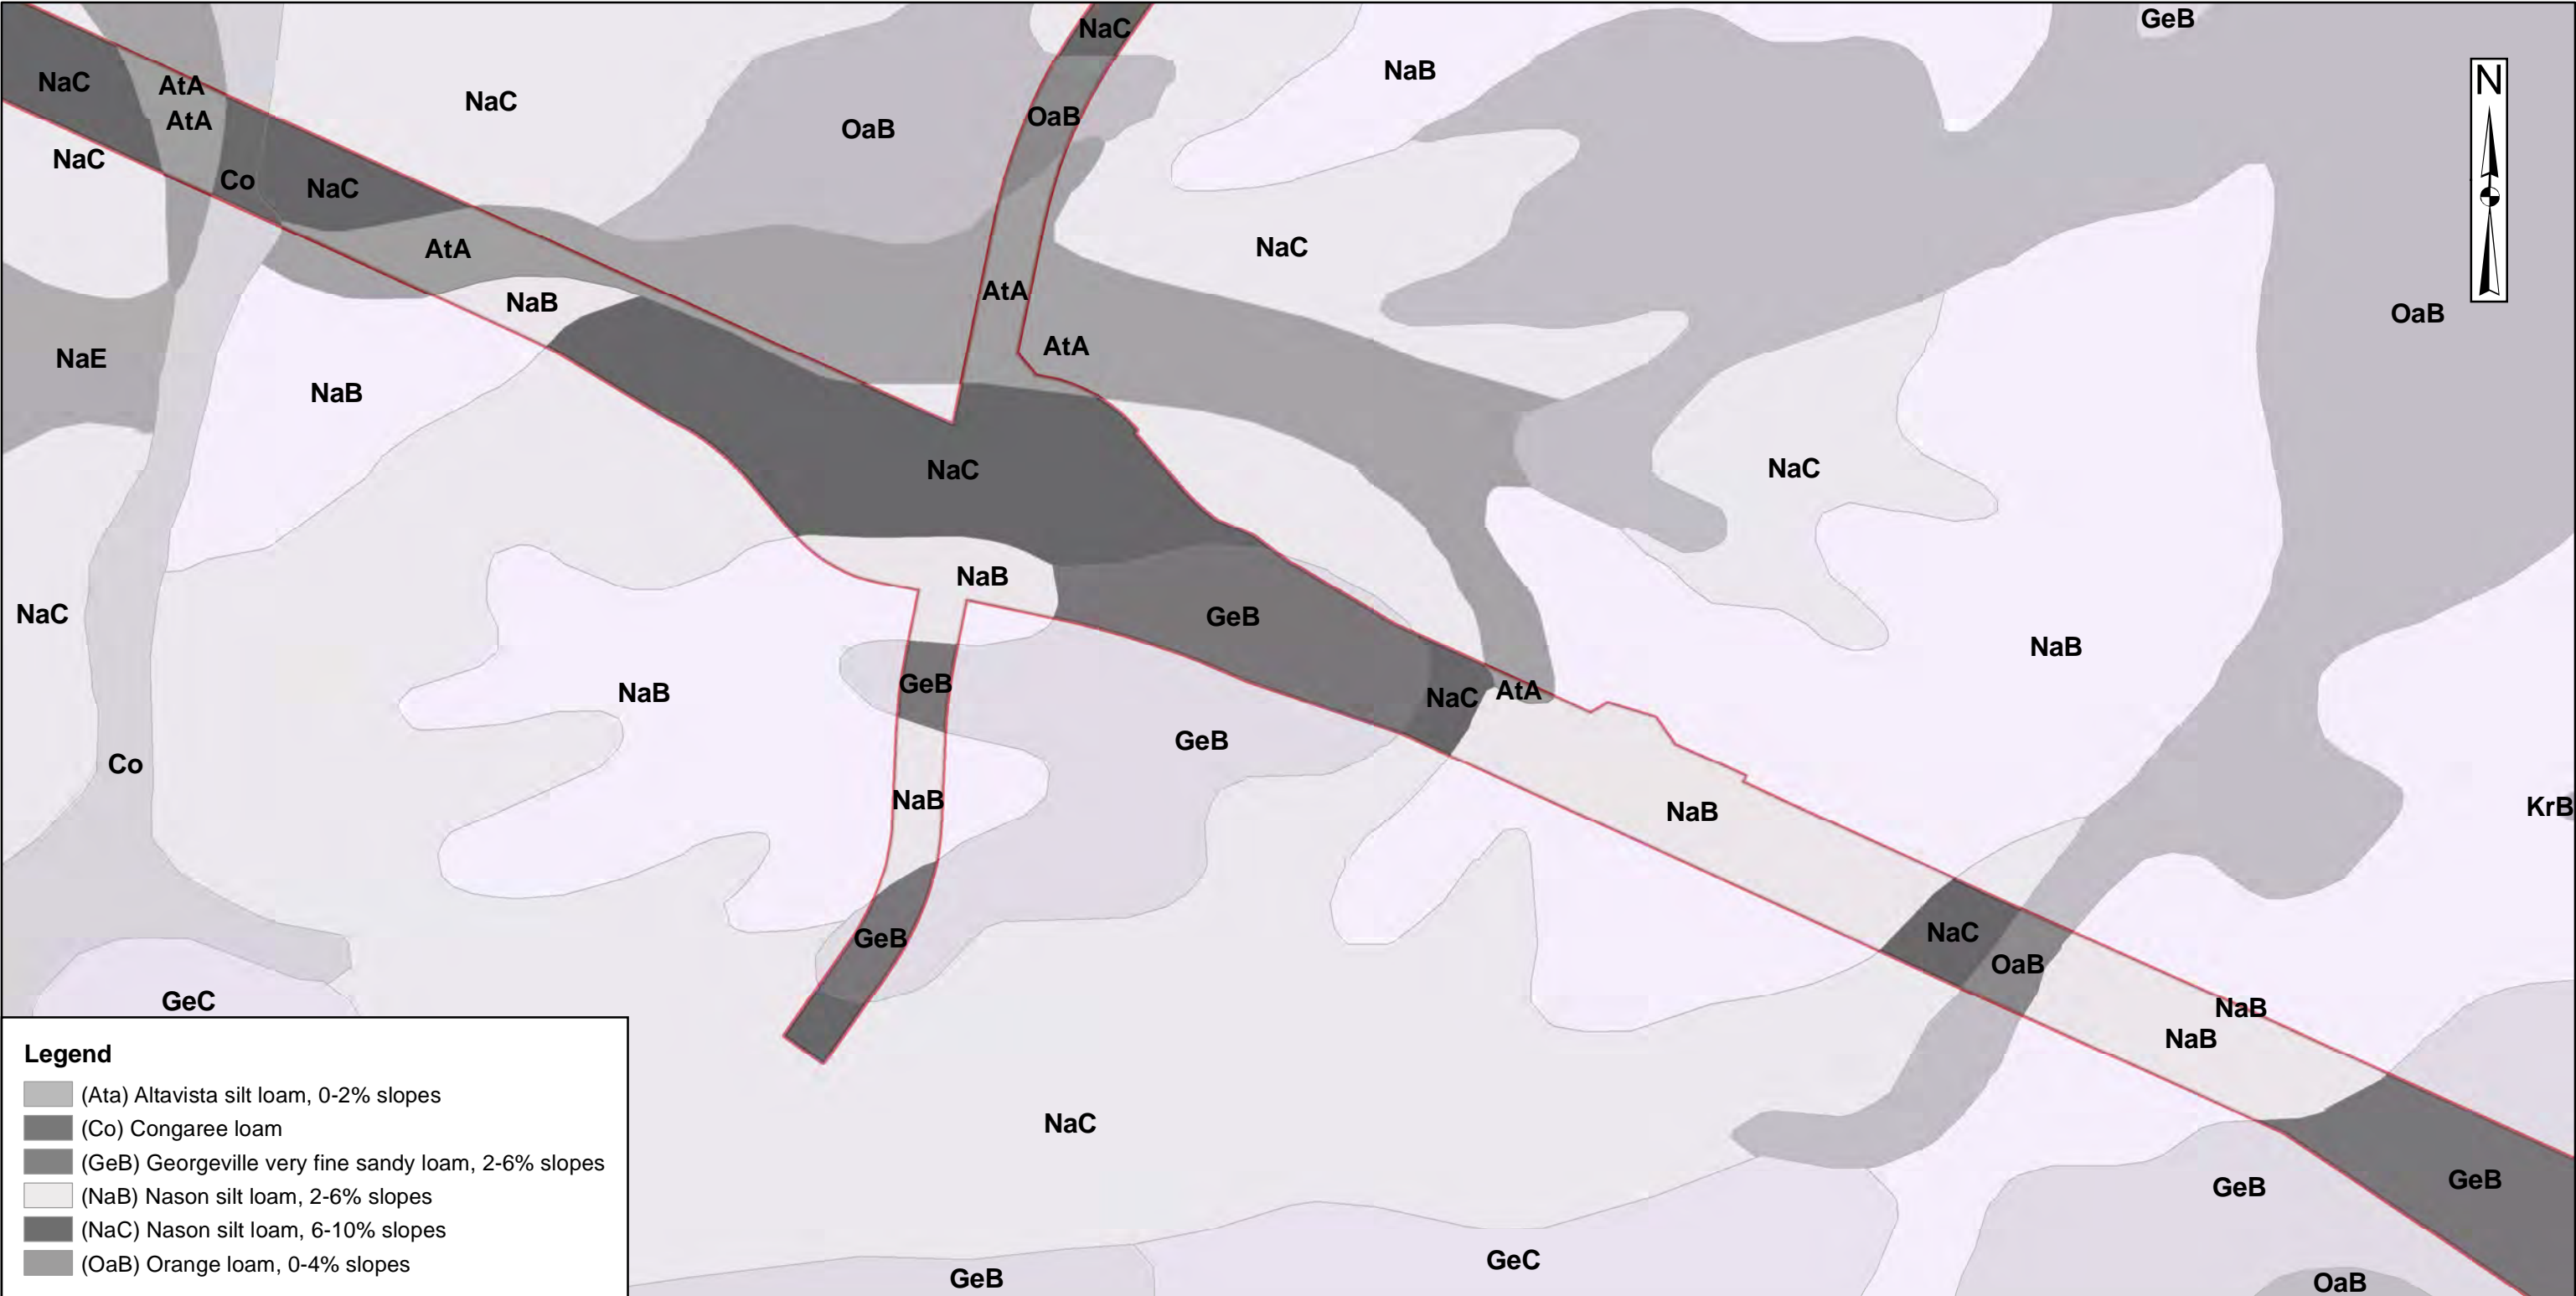 NaC
GeB
NaB
N
NaC
AtA
NaC
OaB
OaB
AtA
NaC
Co
NaC
AtA
NaC
AtA
NaB
OaB
AtA
NaE
NaB
NaC
NaC
NaB
NaC
GeB
NaB
GeB
NaB
NaC
AtA
GeB
Co
NaB
NaB
KrB
GeB
NaC
OaB
GeC
NaB
NaB
NaC
GeB
GeB
GeC
GeB
OaB
Legend
(Ata) Altavista silt loam, 0-2% slopes
(Co) Congaree loam
(GeB) Georgeville very fine sandy loam, 2-6% slopes
(NaB) Nason silt loam, 2-6% slopes
(NaC) Nason silt loam, 6-10% slopes
(OaB) Orange loam, 0-4% slopes